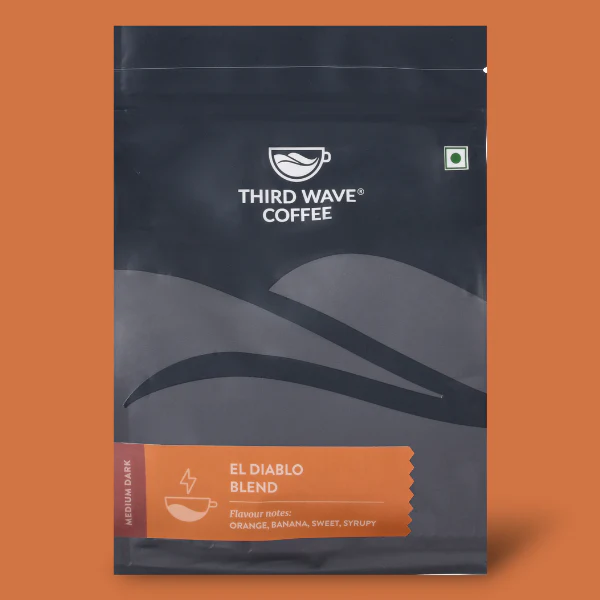 THIRD WAVE®
COFFEE
MEDIUM DARK
EL DIABLO
BLEND
Flavour notes:
ORANGE, BANANA, SWEET, SYRUPY